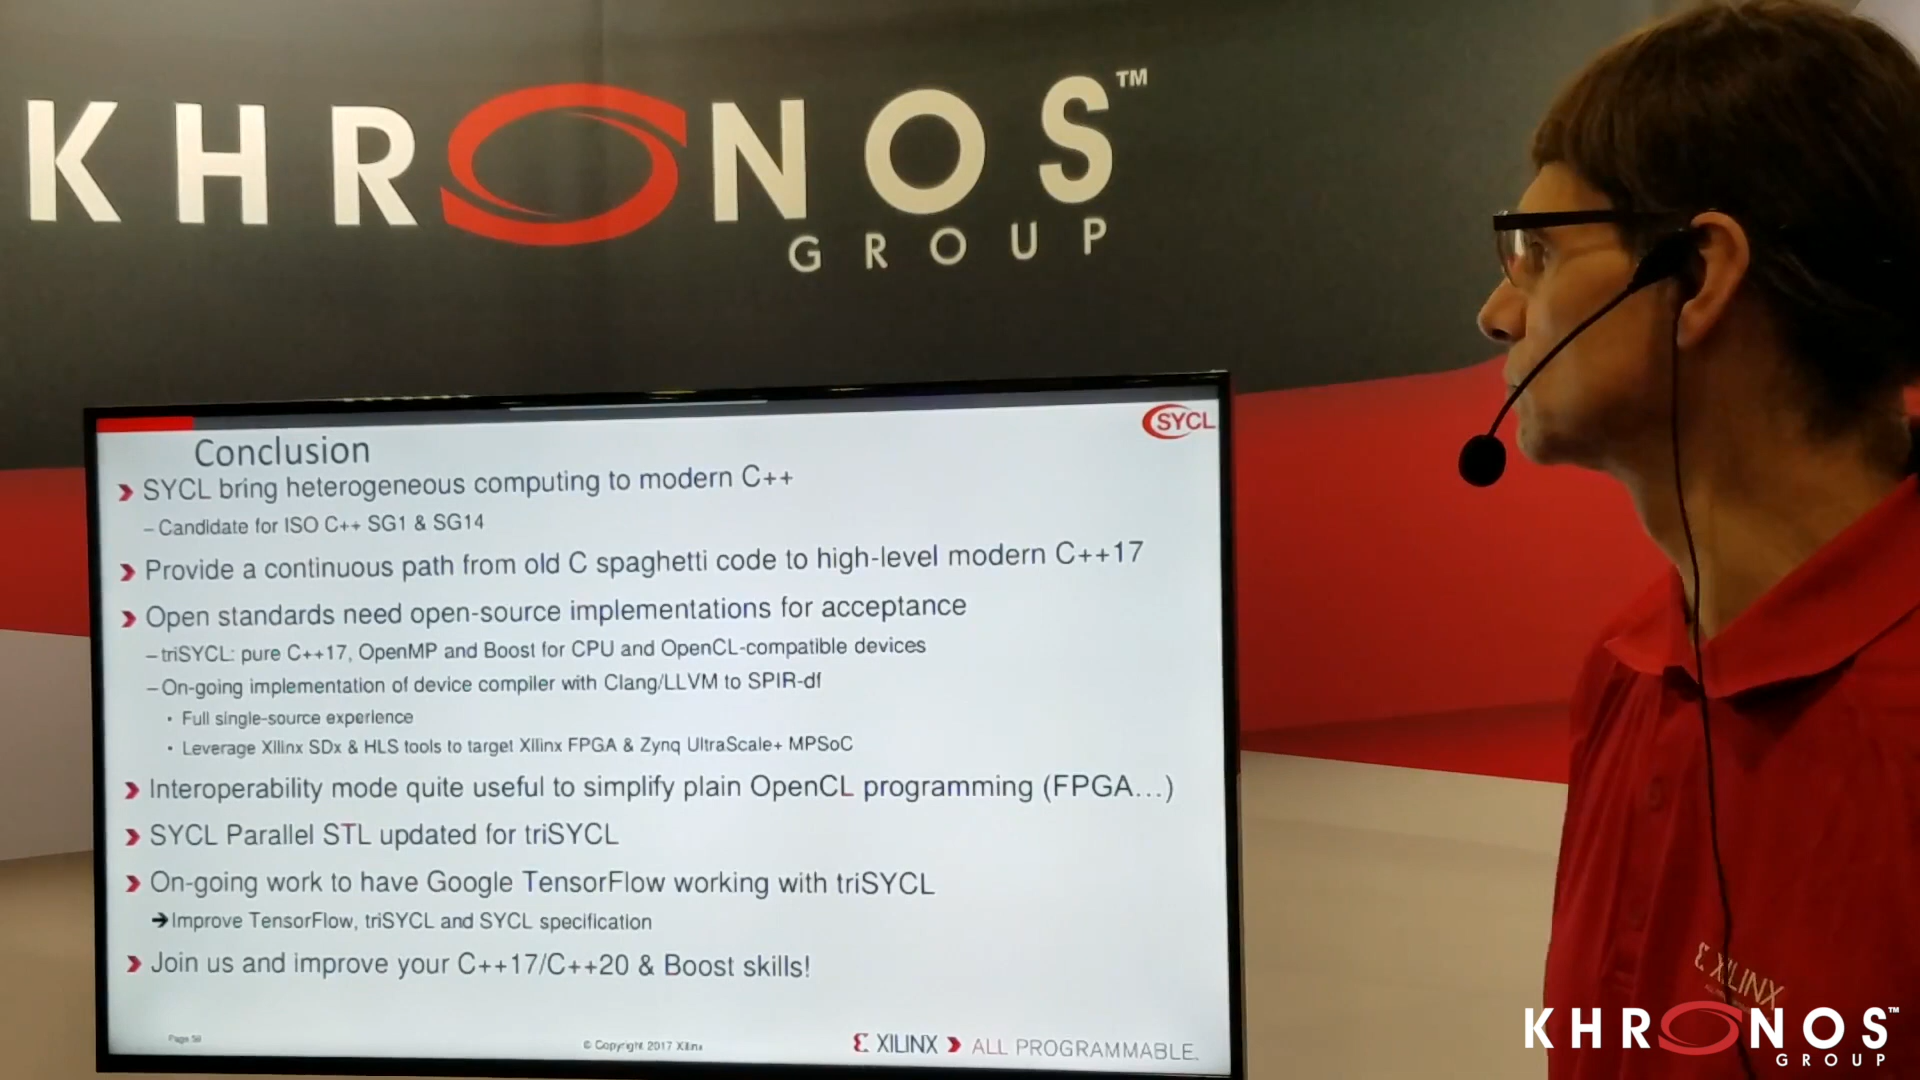 KHRONOS™
GROUP
SYCL
Conclusion
SYCL bring heterogeneous computing to modern C++
– Candidate for ISO C++ SG1 & SG14
Provide a continuous path from old C spaghetti code to high-level modern C++17
Open standards need open-source implementations for acceptance
– triSYCL: pure C++17, OpenMP and Boost for CPU and OpenCL-compatible devices
– On-going implementation of device compiler with Clang/LLVM to SPIR-df
• Full single-source experience
• Leverage Xilinx SDx & HLS tools to target Xilinx FPGA & Zynq UltraScale+ MPSoC
Interoperability mode quite useful to simplify plain OpenCL programming (FPGA…)
SYCL Parallel STL updated for triSYCL
On-going work to have Google TensorFlow working with triSYCL
➔Improve TensorFlow, triSYCL and SYCL specification
Join us and improve your C++17/C++20 & Boost skills!
Page 59
© Copyright 2017 Xilinx
XILINX
ALL PROGRAMMABLE.
XILINX
KHRONOS™
GROUP